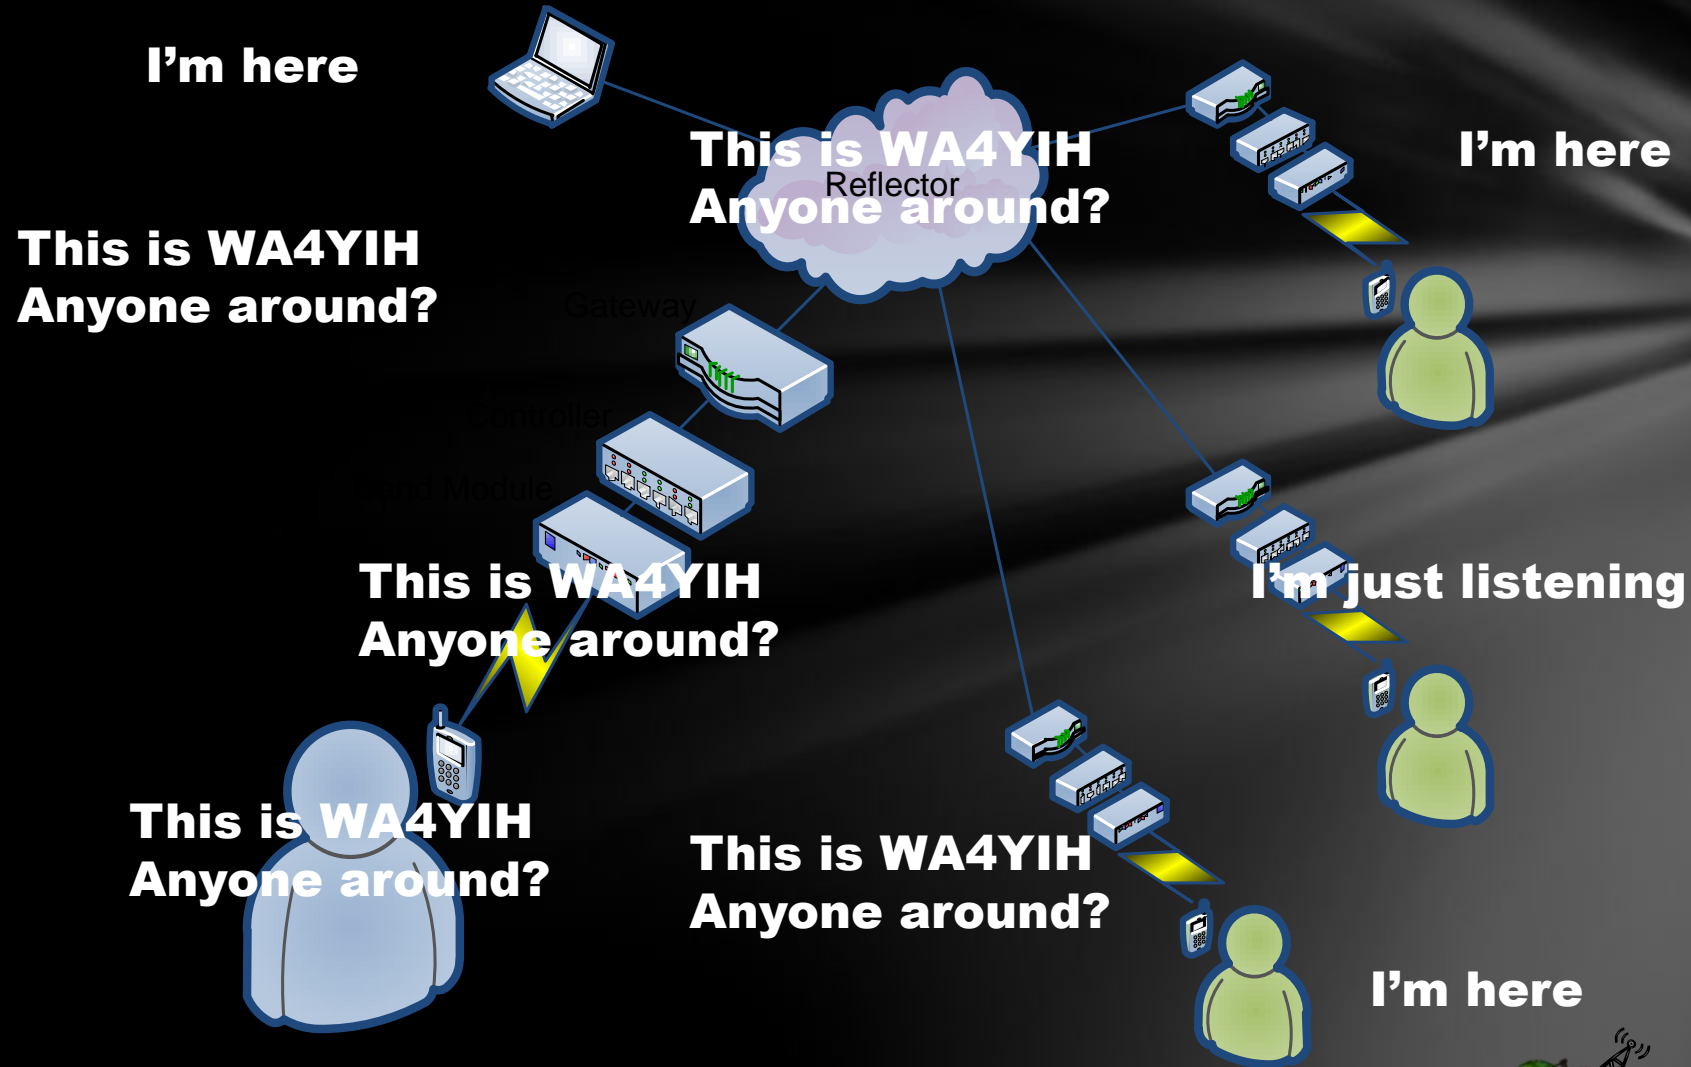 I’m here
This is WA4YIH
Reflector
Anyone around?
I’m here
This is WA4YIH
Anyone around?
Gateway
Controller
Band Module
This is WA4YIH
Anyone around?
I’m just listening
This is WA4YIH
Anyone around?
This is WA4YIH
Anyone around?
I’m here